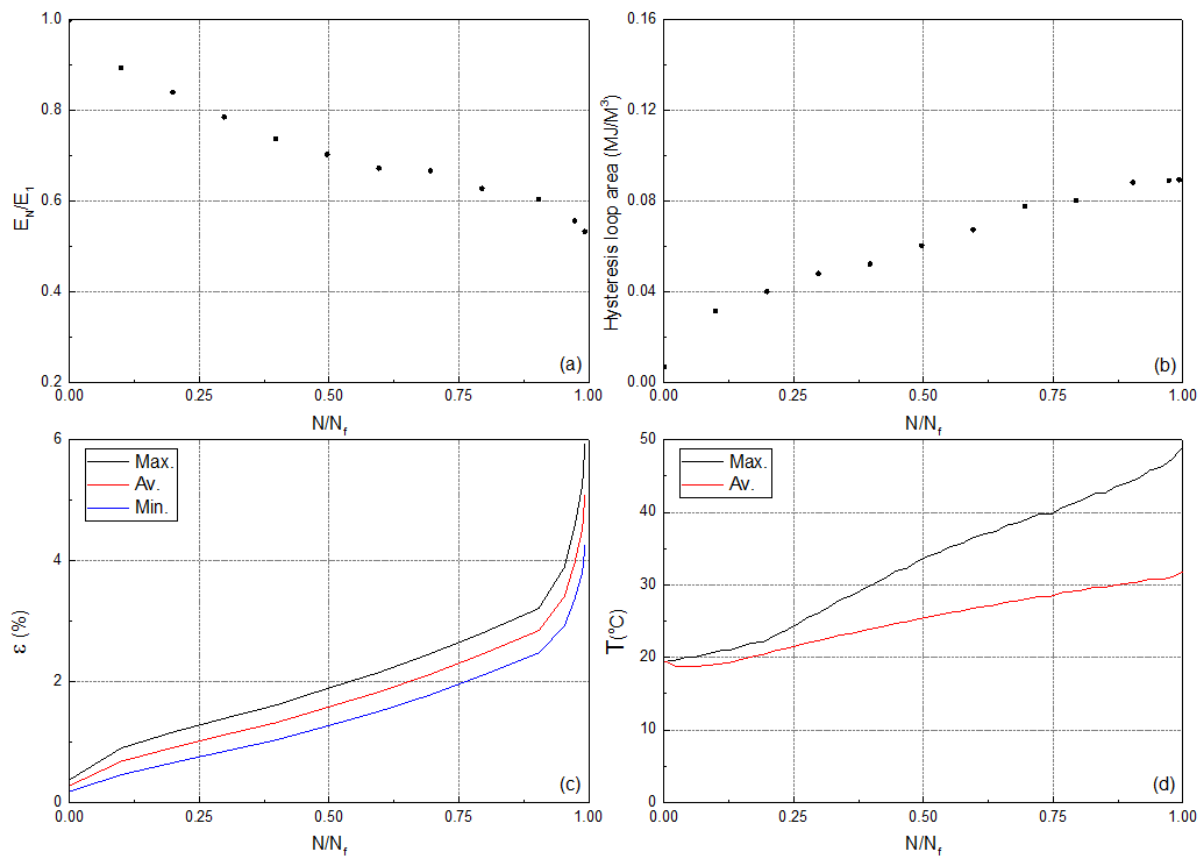 1.0
0.8
0.6
0.4
0.2
E_N/E_1
0.00
0.25
0.50
0.75
1.00
N/N_f
(a)
0.16
0.12
0.08
0.04
0.00
Hysteresis loop area (MJ/M³)
0.00
0.25
0.50
0.75
1.00
N/N_f
(b)
6
4
2
0
ε (%)
Max.
Av.
Min.
0.00
0.25
0.50
0.75
1.00
N/N_f
(c)
50
40
30
20
10
0
T(ºC)
Max.
Av.
0.00
0.25
0.50
0.75
1.00
N/N_f
(d)